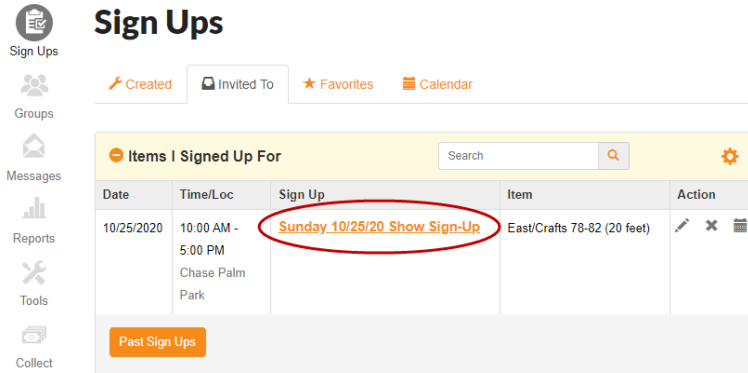 Sign Ups
Sign Ups
Groups
Messages
Reports
Tools
Collect
Created
Invited To
Favorites
Calendar
Items I Signed Up For
Search
Date
Time/Loc
Sign Up
Item
Action
10/25/2020
10:00 AM -
5:00 PM
Chase Palm
Park
Sunday 10/25/20 Show Sign-Up
East/Crafts 78-82 (20 feet)
Past Sign Ups